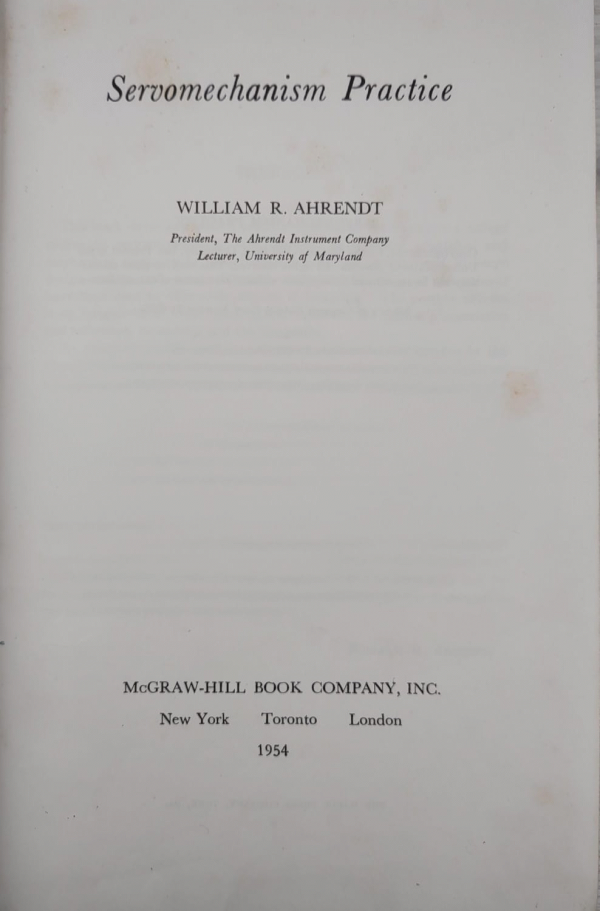 Servomechanism Practice
WILLIAM R. AHRENDT
President, The Ahrendt Instrument Company
Lecturer, University of Maryland
McGRAW-HILL BOOK COMPANY, INC.
New York Toronto London
1954